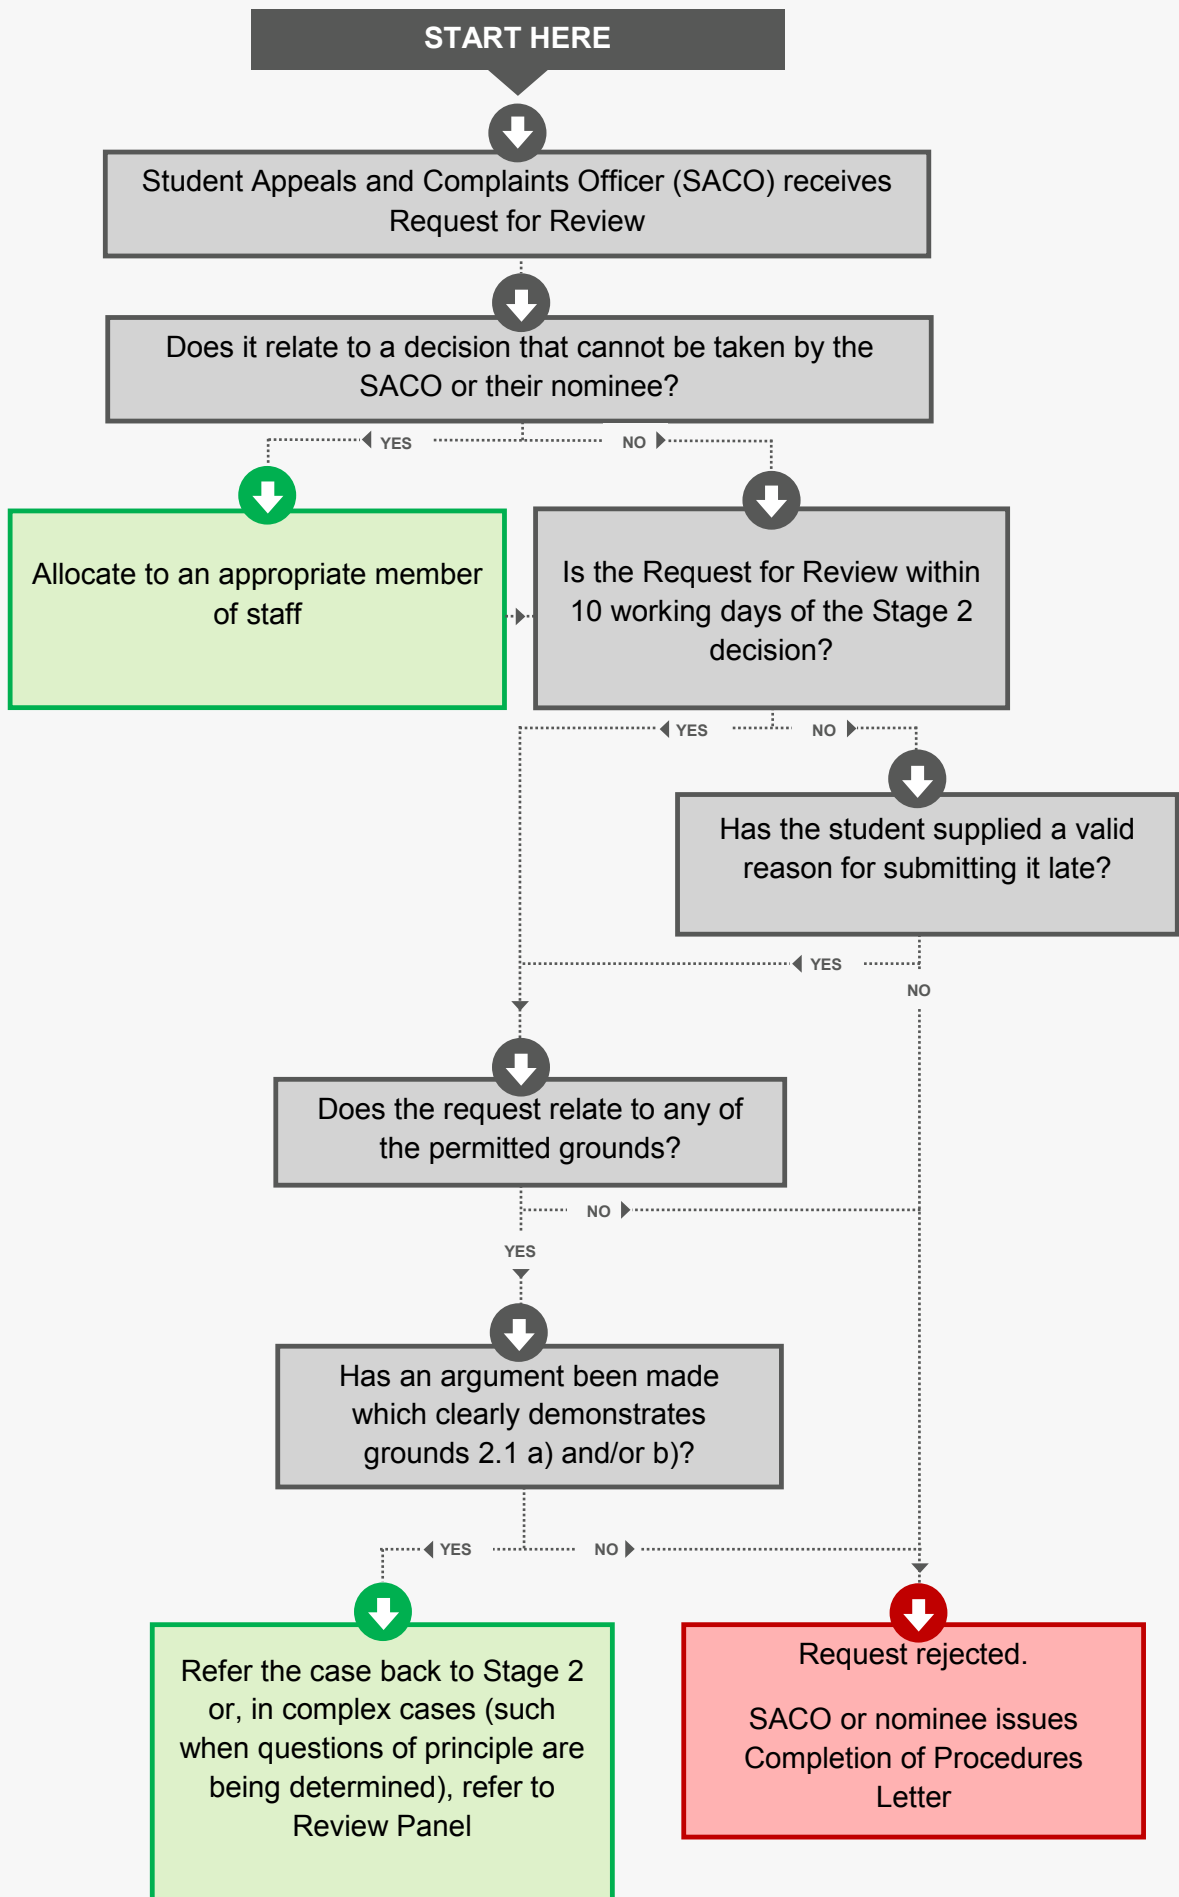 START HERE
Student Appeals and Complaints Officer (SACO) receives
Request for Review
Does it relate to a decision that cannot be taken by the
SACO or their nominee?
YES
NO
Allocate to an appropriate member
of staff
Is the Request for Review within
10 working days of the Stage 2
decision?
YES
NO
Has the student supplied a valid
reason for submitting it late?
YES
NO
Does the request relate to any of
the permitted grounds?
NO
YES
Has an argument been made
which clearly demonstrates
grounds 2.1 a) and/or b)?
YES
NO
Refer the case back to Stage 2
or, in complex cases (such
when questions of principle are
being determined), refer to
Review Panel
Request rejected.
SACO or nominee issues
Completion of Procedures
Letter